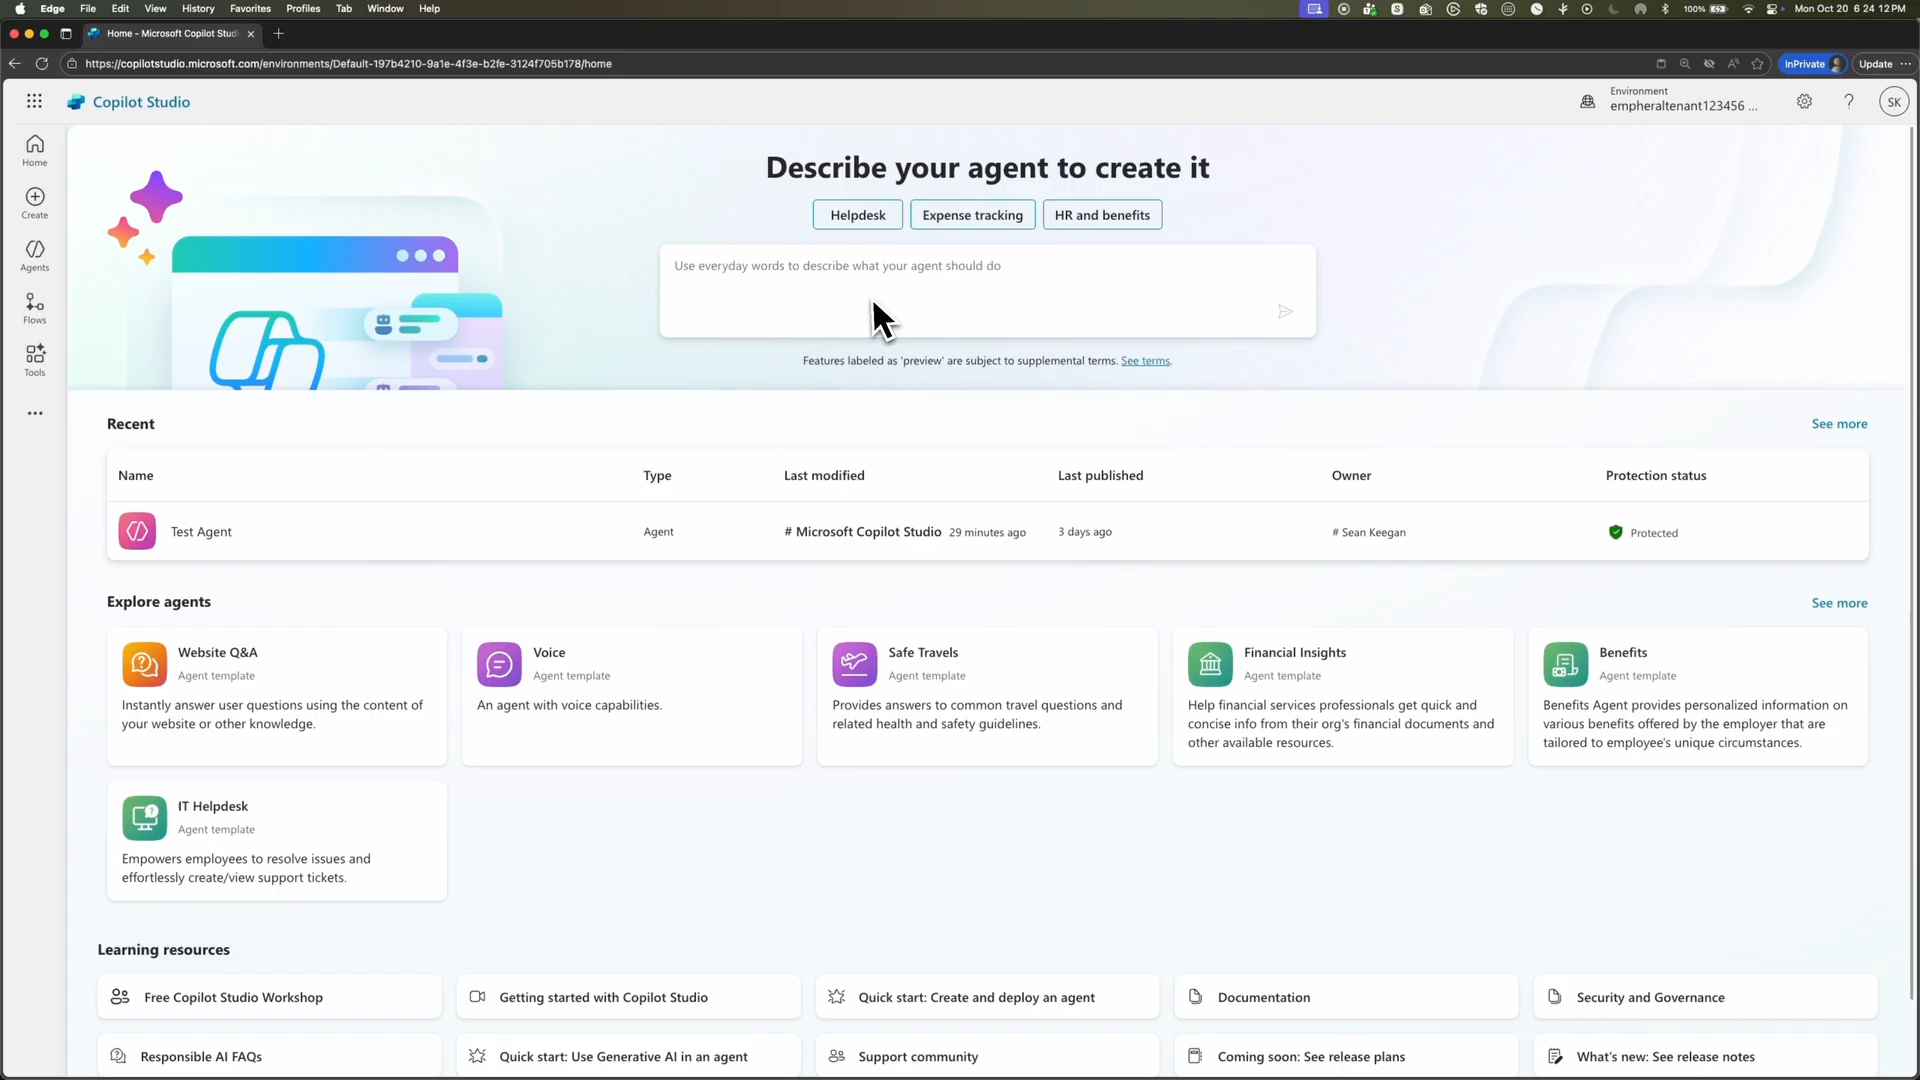 Edge File Edit View History Favorites Profiles Tab Window Help
100% Mon Oct 20 6 24 12 PM
Home - Microsoft Copilot Studi
https://copilotstudio.microsoft.com/environments/Default-197b4210-9a1e-4f3e-b2fe-3124f705b178/home
InPrivate
Update
Copilot Studio
Environment
empheraltenant123456 ...
SK
Home
Create
Agents
Flows
Tools
Describe your agent to create it
Helpdesk
Expense tracking
HR and benefits
Use everyday words to describe what your agent should do
Features labeled as 'preview' are subject to supplemental terms. See terms.
Recent
See more
Name Type Last modified Last published Owner Protection status
Test Agent Agent # Microsoft Copilot Studio 29 minutes ago 3 days ago # Sean Keegan Protected
Explore agents
See more
Website Q&A
Agent template
Instantly answer user questions using the content of
your website or other knowledge.
Voice
Agent template
An agent with voice capabilities.
Safe Travels
Agent template
Provides answers to common travel questions and
related health and safety guidelines.
Financial Insights
Agent template
Help financial services professionals get quick and
concise info from their org's financial documents and
other available resources.
Benefits
Agent template
Benefits Agent provides personalized information on
various benefits offered by the employer that are
tailored to employee's unique circumstances.
IT Helpdesk
Agent template
Empowers employees to resolve issues and
effortlessly create/view support tickets.
Learning resources
Free Copilot Studio Workshop
Getting started with Copilot Studio
Quick start: Create and deploy an agent
Documentation
Security and Governance
Responsible AI FAQs
Quick start: Use Generative AI in an agent
Support community
Coming soon: See release plans
What's new: See release notes